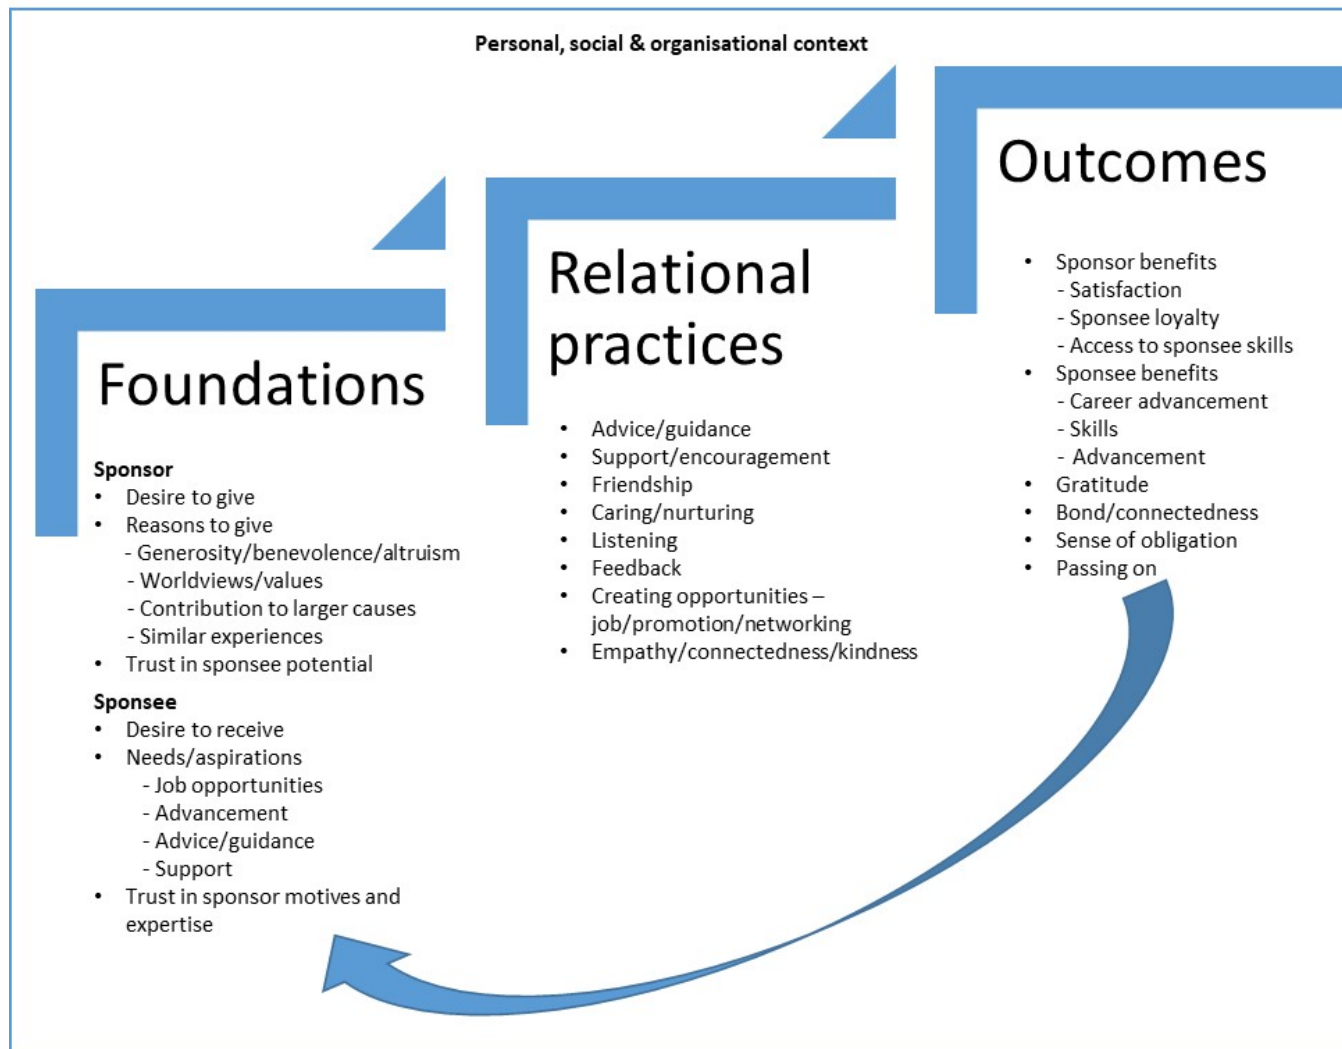 Personal, social & organisational context
Foundations
Sponsor
• Desire to give
• Reasons to give
- Generosity/benevolence/altruism
- Worldviews/values
- Contribution to larger causes
- Similar experiences
• Trust in sponsee potential
Sponsee
• Desire to receive
• Needs/aspirations
- Job opportunities
- Advancement
- Advice/guidance
- Support
• Trust in sponsor motives and
expertise
Relational
practices
• Advice/guidance
• Support/encouragement
• Friendship
• Caring/nurturing
• Listening
• Feedback
• Creating opportunities –
job/promotion/networking
• Empathy/connectedness/kindness
Outcomes
• Sponsor benefits
- Satisfaction
- Sponsee loyalty
- Access to sponsee skills
• Sponsee benefits
- Career advancement
- Skills
- Advancement
• Gratitude
• Bond/connectedness
• Sense of obligation
• Passing on